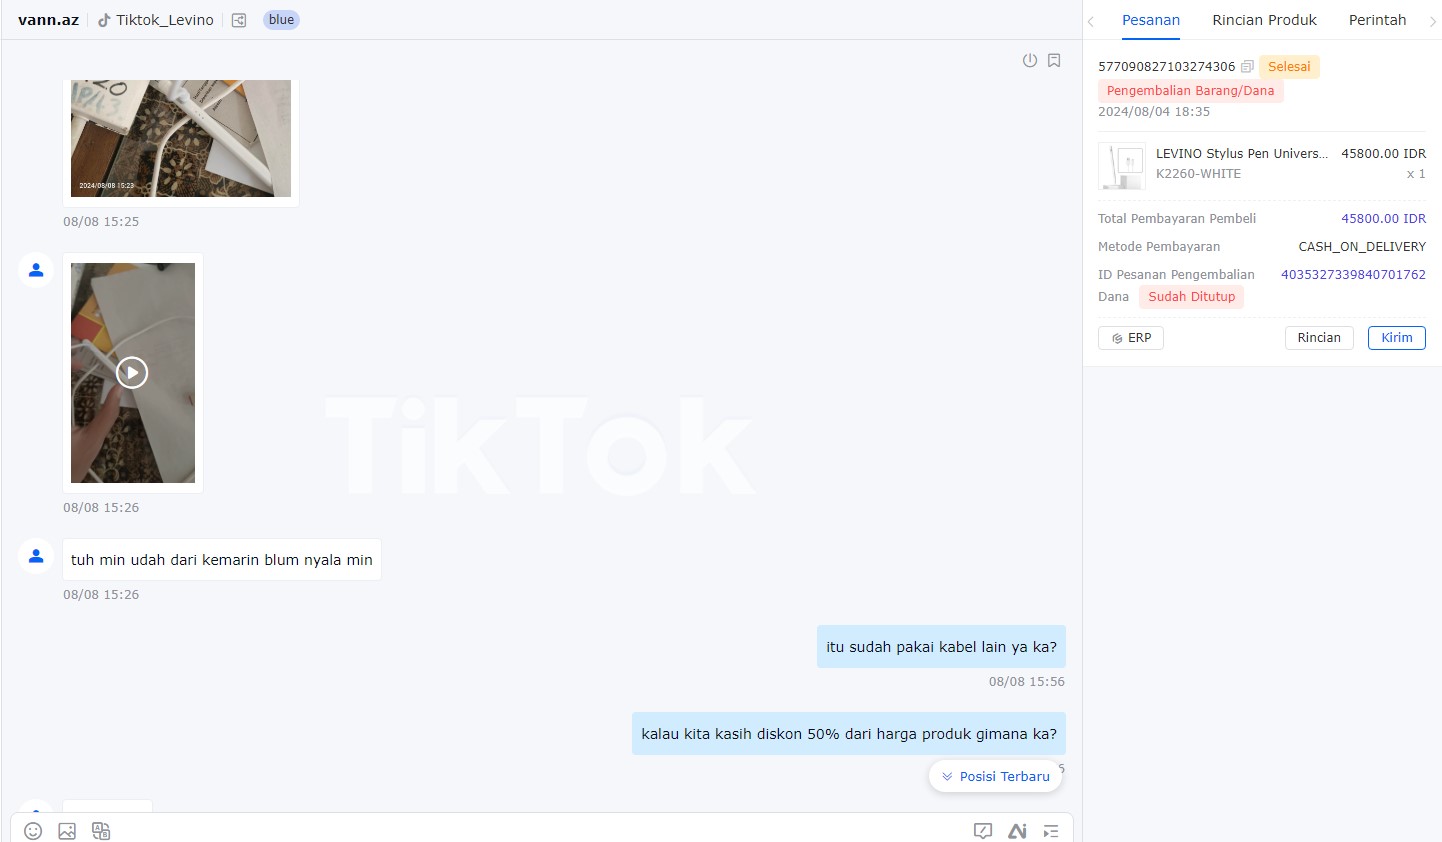 vann.az
Tiktok_Levino
blue
20
2024/08/08 15:23
08/08 15:25
08/08 15:26
TikTok
tuh min udah dari kemarin blum nyala min
08/08 15:26
itu sudah pakai kabel lain ya ka?
08/08 15:56
kalau kita kasih diskon 50% dari harga produk gimana ka?
Posisi Terbaru
Pesanan
Rincian Produk
Perintah
577090827103274306
Selesai
Pengembalian Barang/Dana
2024/08/04 18:35
LEVINO Stylus Pen Univers... 45800.00 IDR
K2260-WHITE x 1
Total Pembayaran Pembeli 45800.00 IDR
Metode Pembayaran CASH_ON_DELIVERY
ID Pesanan Pengembalian 4035327339840701762
Dana Sudah Ditutup
ERP
Rincian
Kirim